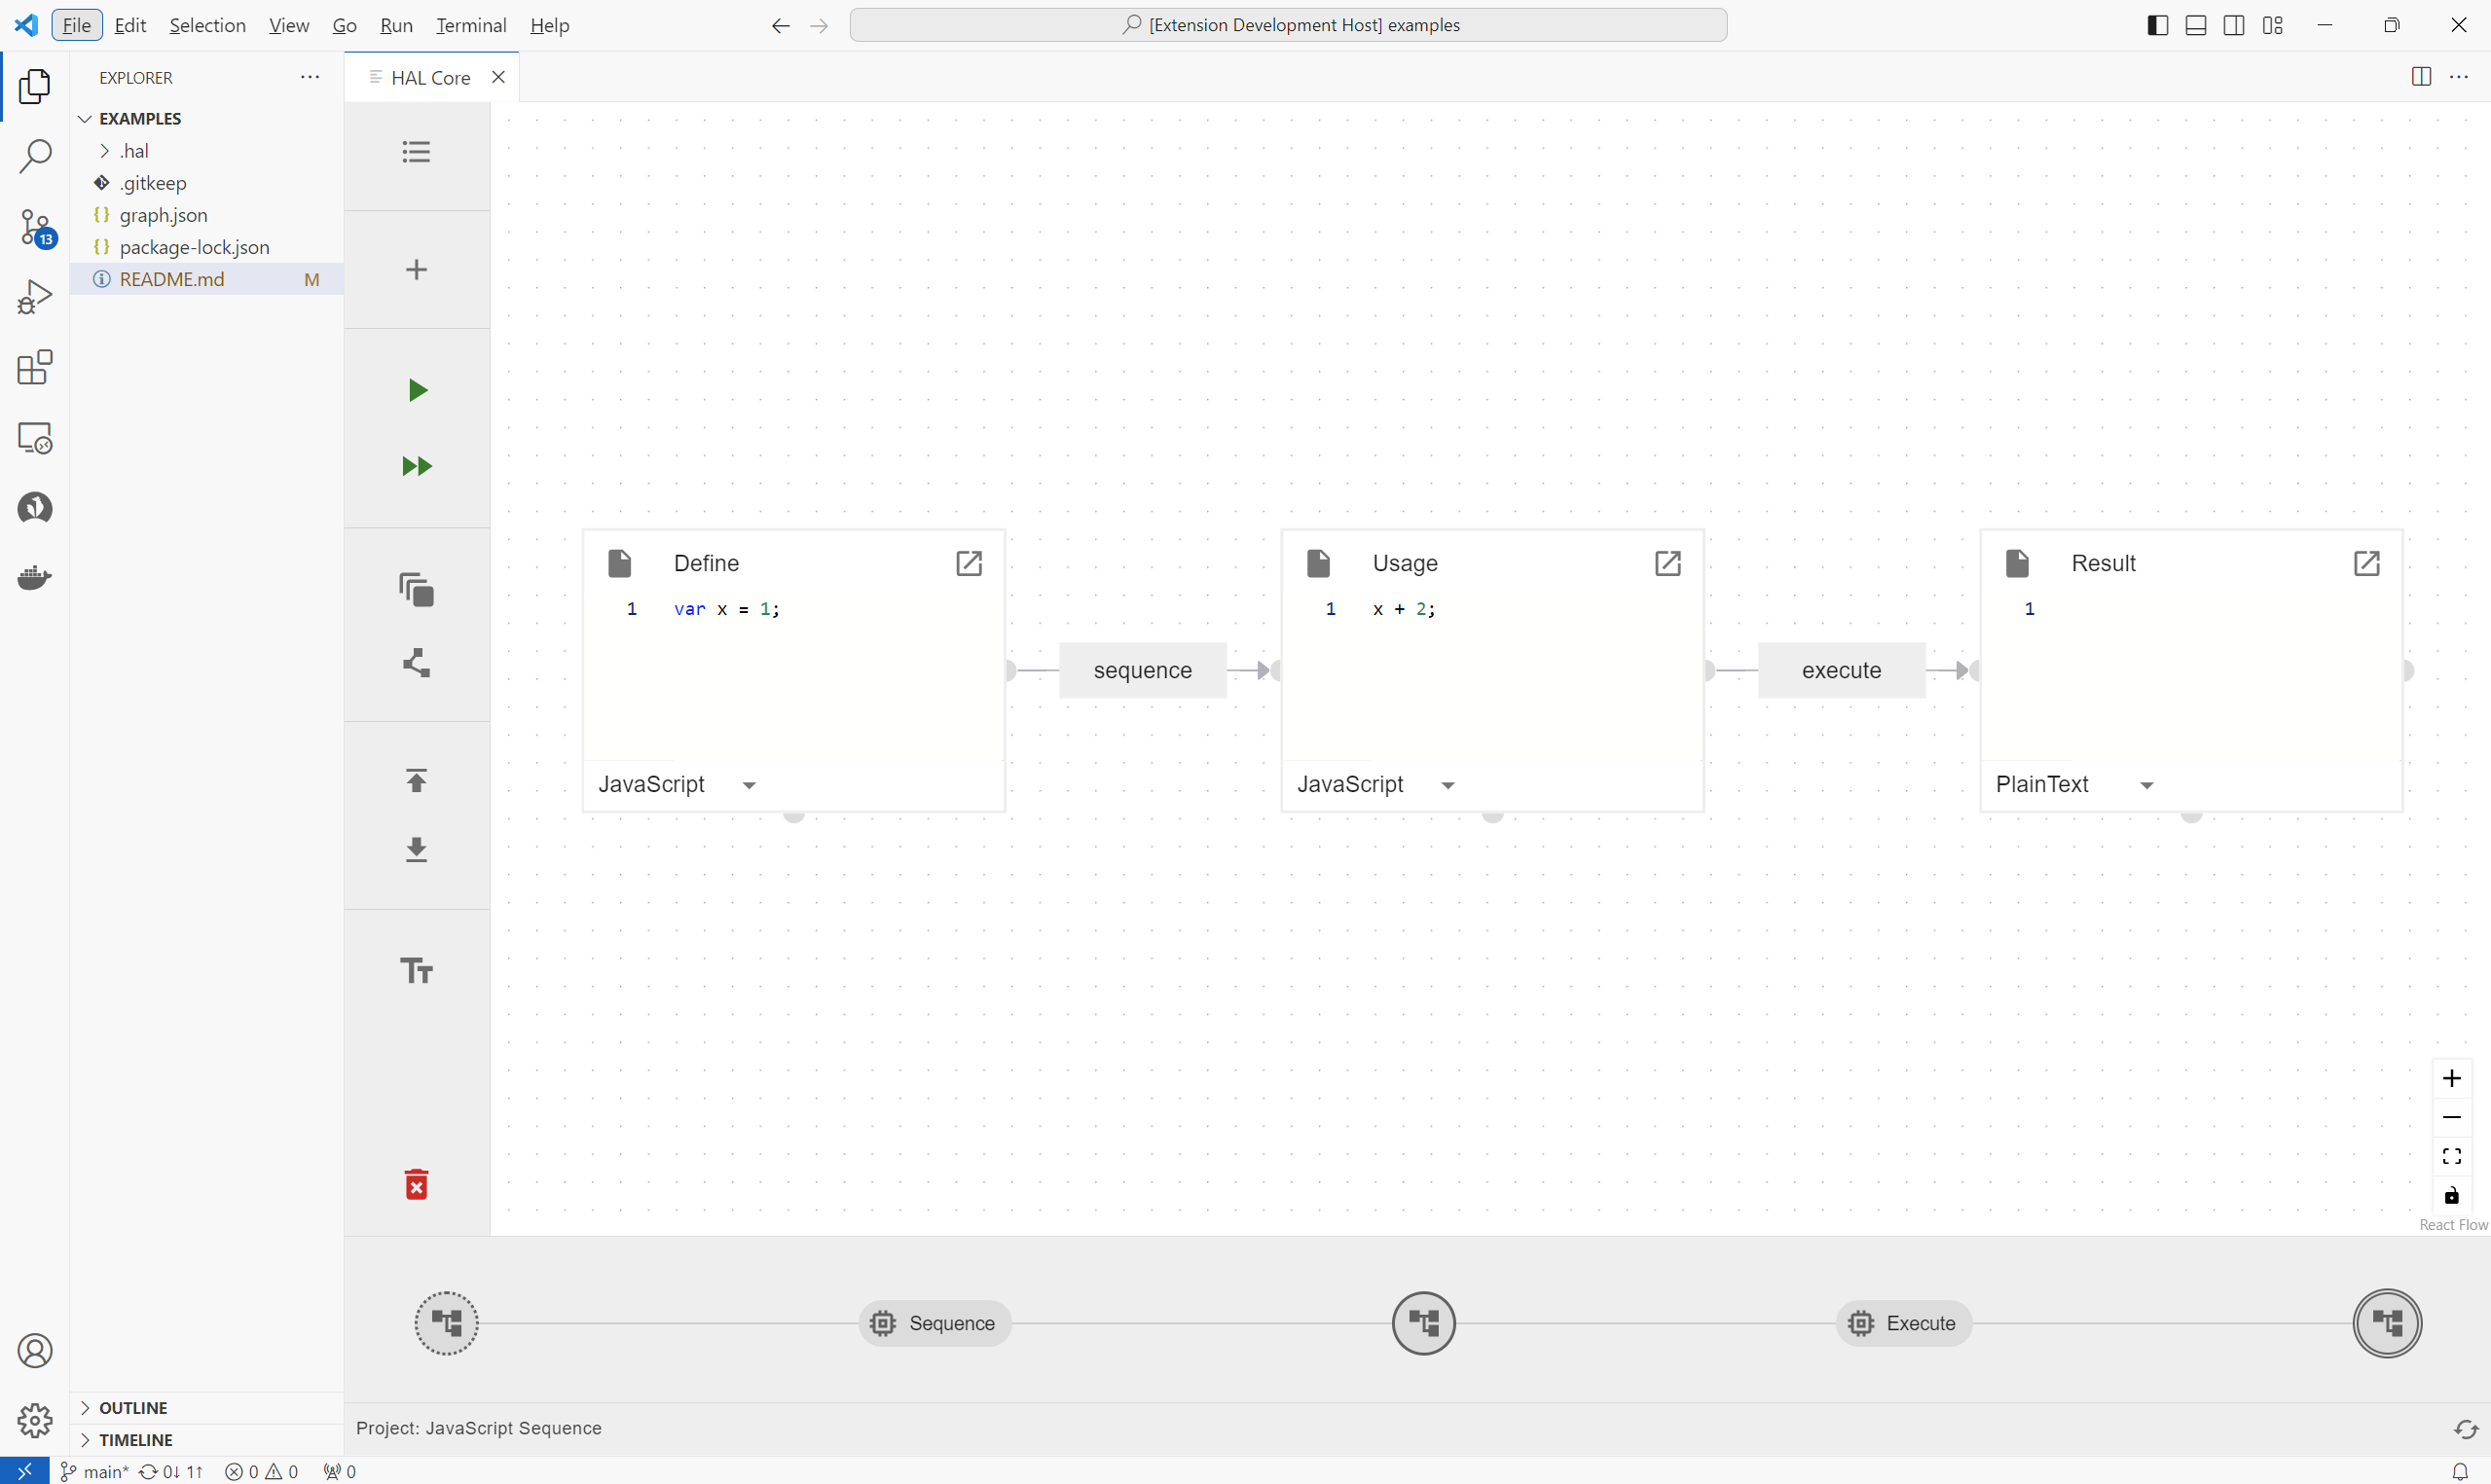 File Edit Selection View Go Run Terminal Help
[Extension Development Host] examples
EXPLORER
HAL Core
EXAMPLES
.hal
.gitkeep
{} graph.json
{} package-lock.json
README.md M
13
Define
1 var x = 1;
JavaScript
sequence
Usage
1 x + 2;
JavaScript
execute
Result
1
PlainText
React Flow
Sequence
Execute
OUTLINE
TIMELINE
Project: JavaScript Sequence
main* 0↓ 1↑ 0 0 0